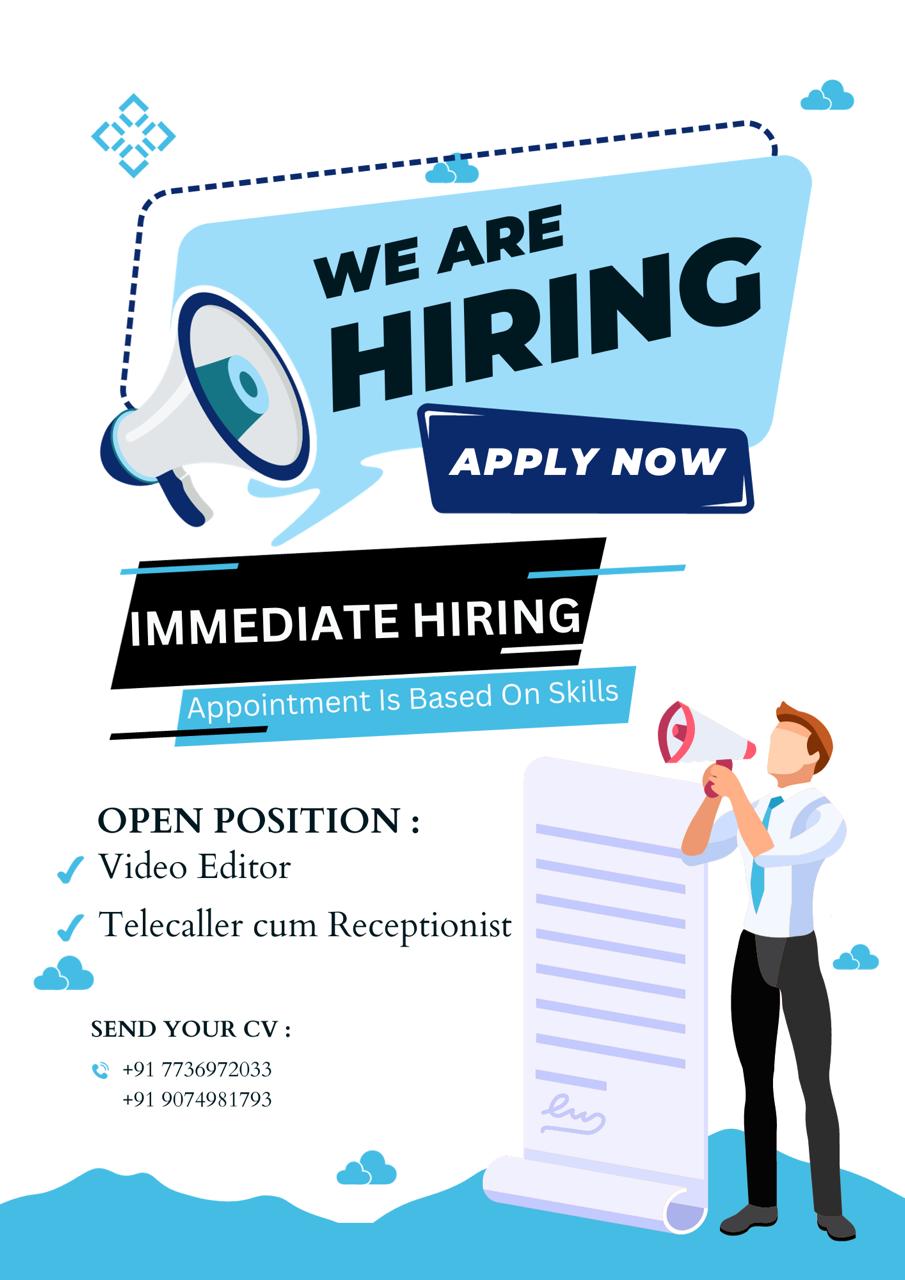 WE ARE
HIRING
APPLY NOW
IMMEDIATE HIRING
Appointment Is Based On Skills
OPEN POSITION :
Video Editor
Telecaller cum Receptionist
SEND YOUR CV :
+91 7736972033
+91 9074981793